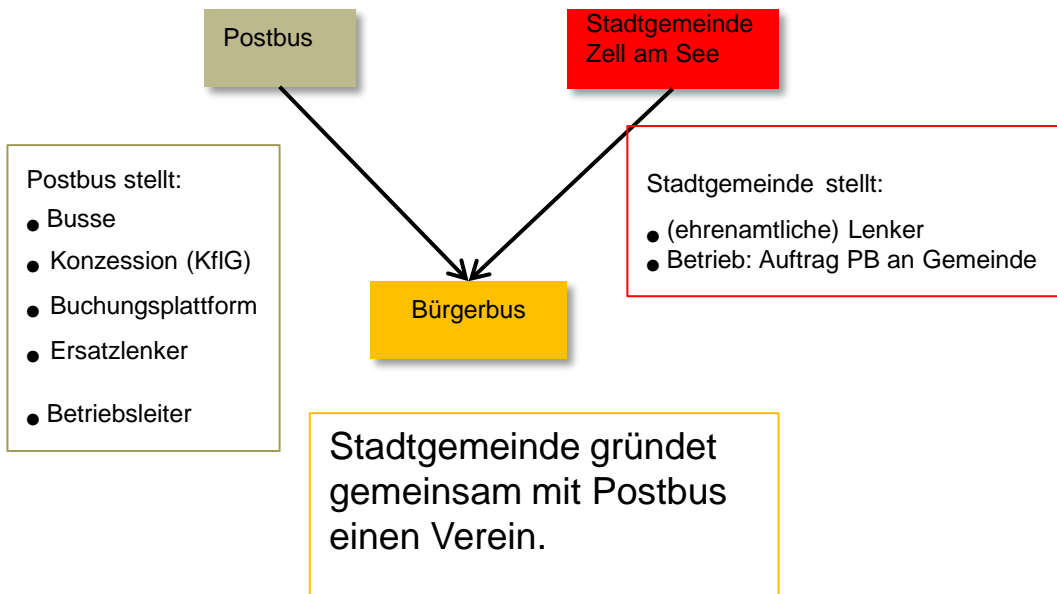 Postbus
Stadtgemeinde
Zell am See
Postbus stellt:
● Busse
● Konzession (KflG)
● Buchungsplattform
● Ersatzlenker
● Betriebsleiter
Stadtgemeinde stellt:
● (ehrenamtliche) Lenker
● Betrieb: Auftrag PB an Gemeinde
Bürgerbus
Stadtgemeinde gründet
gemeinsam mit Postbus
einen Verein.